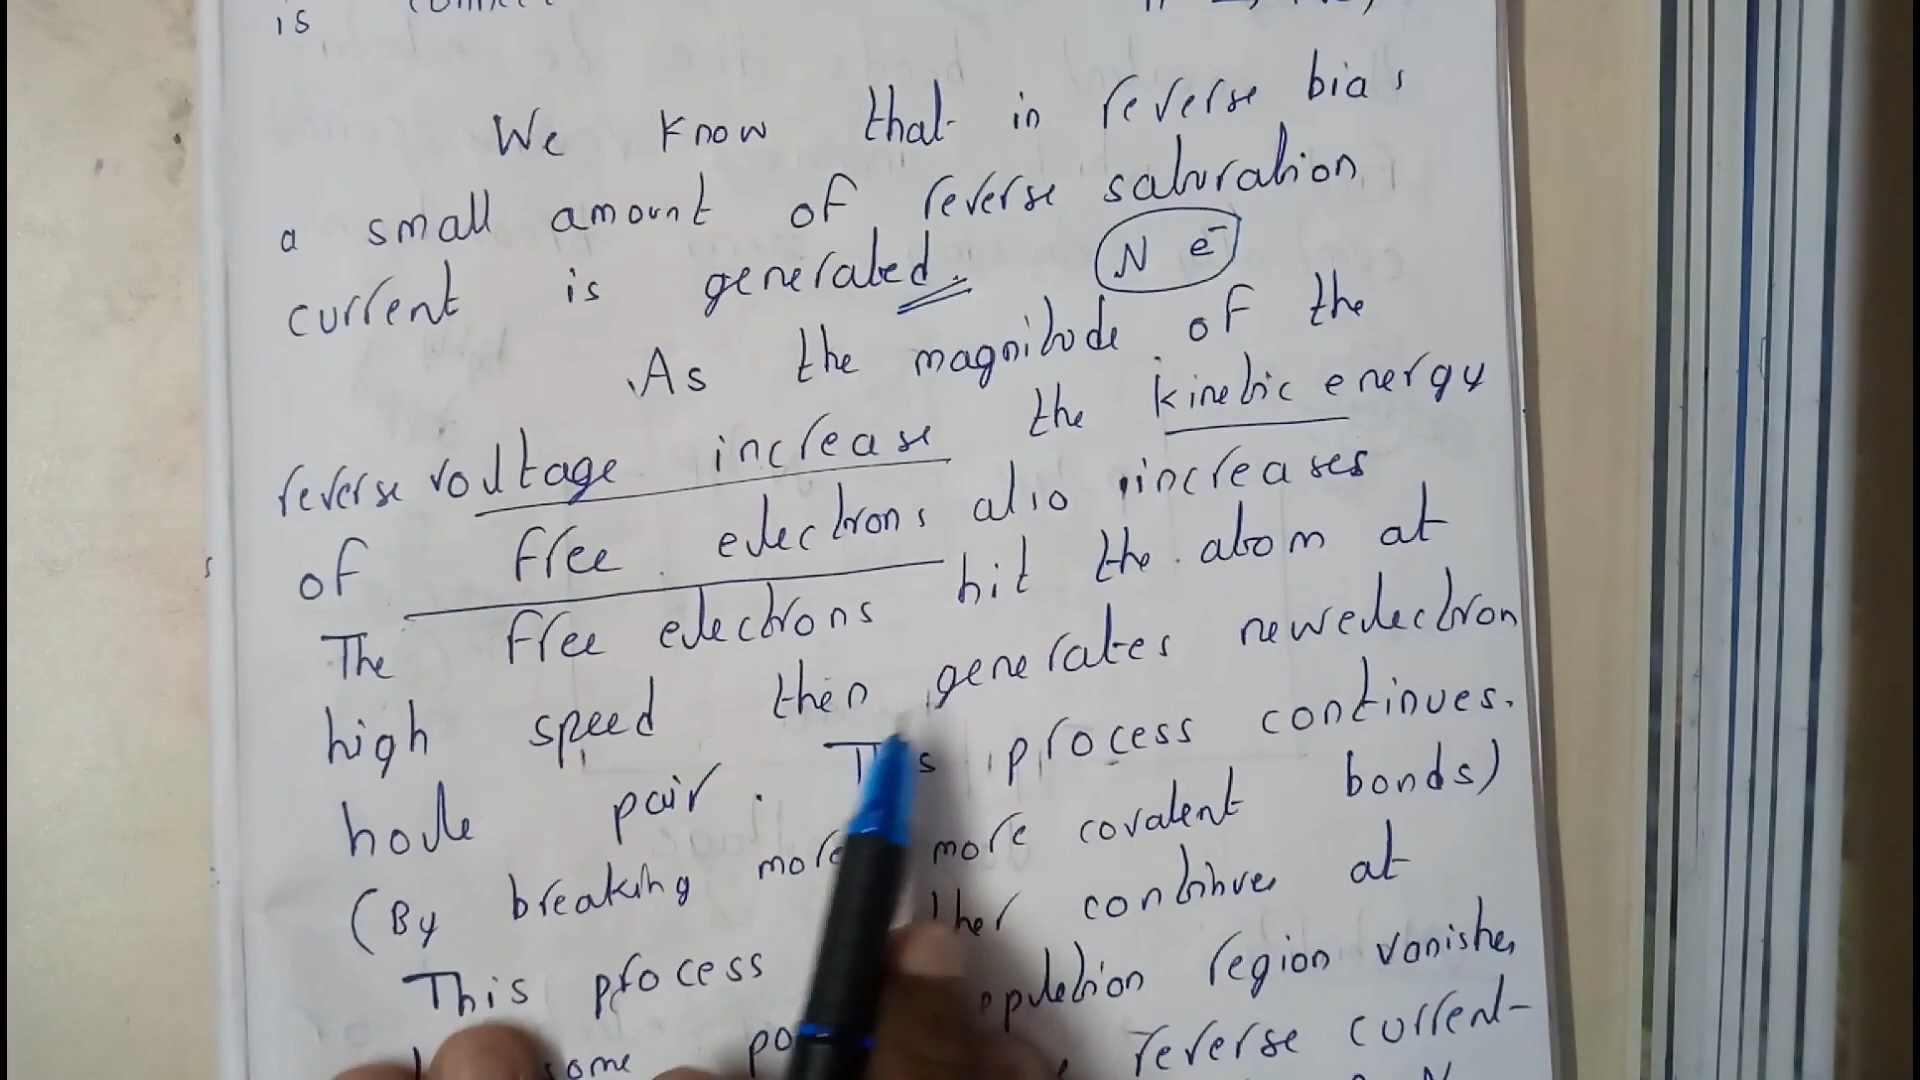 is
We know that in reverse bias
a small amount of reverse saturation
current is generated. N e-
As the magnitude of the
reverse voltage increase the kinetic energy
of free electrons also increases
The free electrons hit the atom at
high speed then generates new electron
hole pair. This process continues.
(By breaking more more covalent bonds)
This process continue at
some region vanishes
reverse current